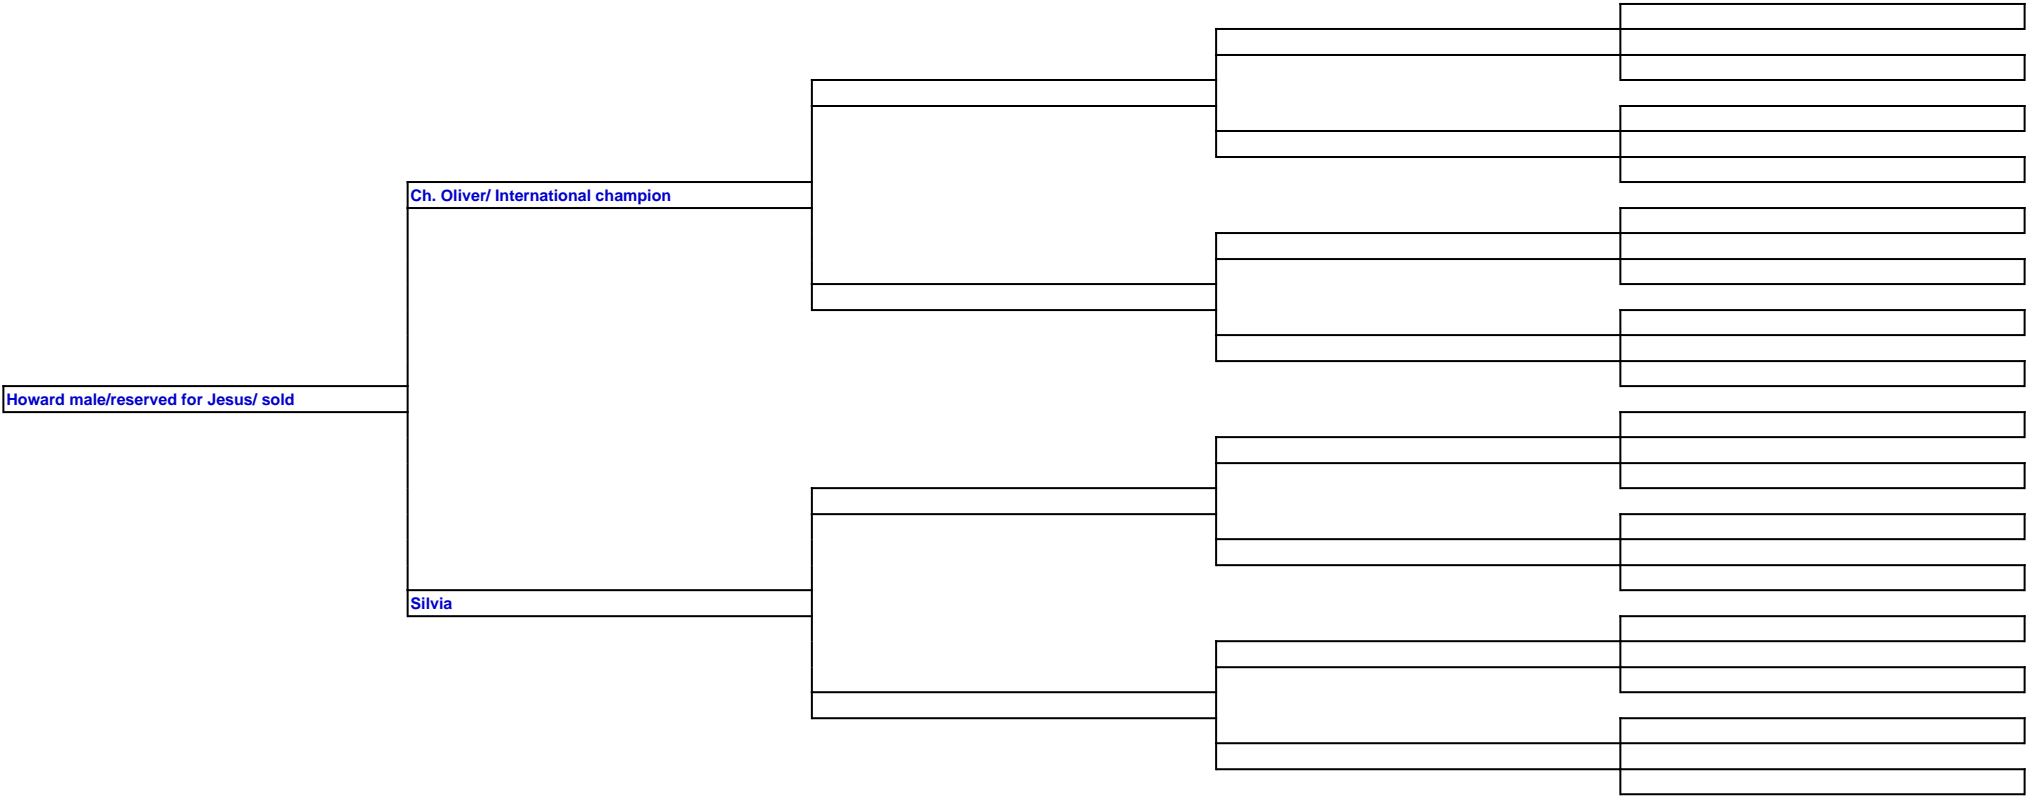 Ch. Oliver/ International champion
Howard male/reserved for Jesus/ sold
Silvia